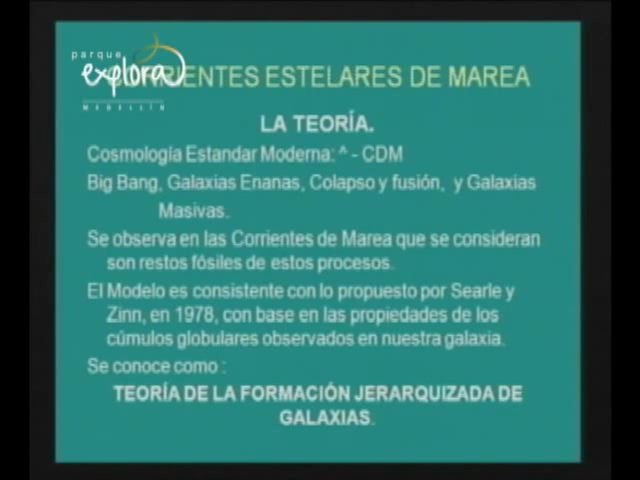 parque
explora
MEDELLÍN
CORRIENTES ESTELARES DE MAREA
LA TEORÍA.
Cosmología Estandar Moderna: ^ - CDM
Big Bang, Galaxias Enanas, Colapso y fusión, y Galaxias
Masivas.
Se observa en las Corrientes de Marea que se consideran
son restos fósiles de estos procesos.
El Modelo es consistente con lo propuesto por Searle y
Zinn, en 1978, con base en las propiedades de los
cúmulos globulares observados en nuestra galaxia.
Se conoce como :
TEORÍA DE LA FORMACIÓN JERARQUIZADA DE
GALAXIAS.